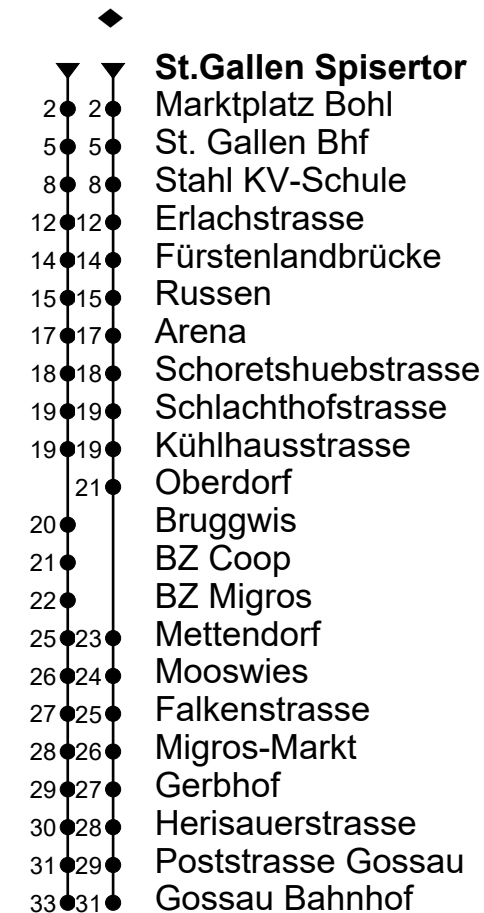 St.Gallen Spisertor
2 2 Marktplatz Bohl
5 5 St. Gallen Bhf
8 8 Stahl KV-Schule
12 12 Erlachstrasse
14 14 Fürstenlandbrücke
15 15 Russen
17 17 Arena
18 18 Schoretshuebstrasse
19 19 Schlachthofstrasse
19 19 Kühlhausstrasse
21 Oberdorf
20 Bruggwis
21 BZ Coop
22 BZ Migros
25 23 Mettendorf
26 24 Mooswies
27 25 Falkenstrasse
28 26 Migros-Markt
29 27 Gerbhof
30 28 Herisauerstrasse
31 29 Poststrasse Gossau
33 31 Gossau Bahnhof